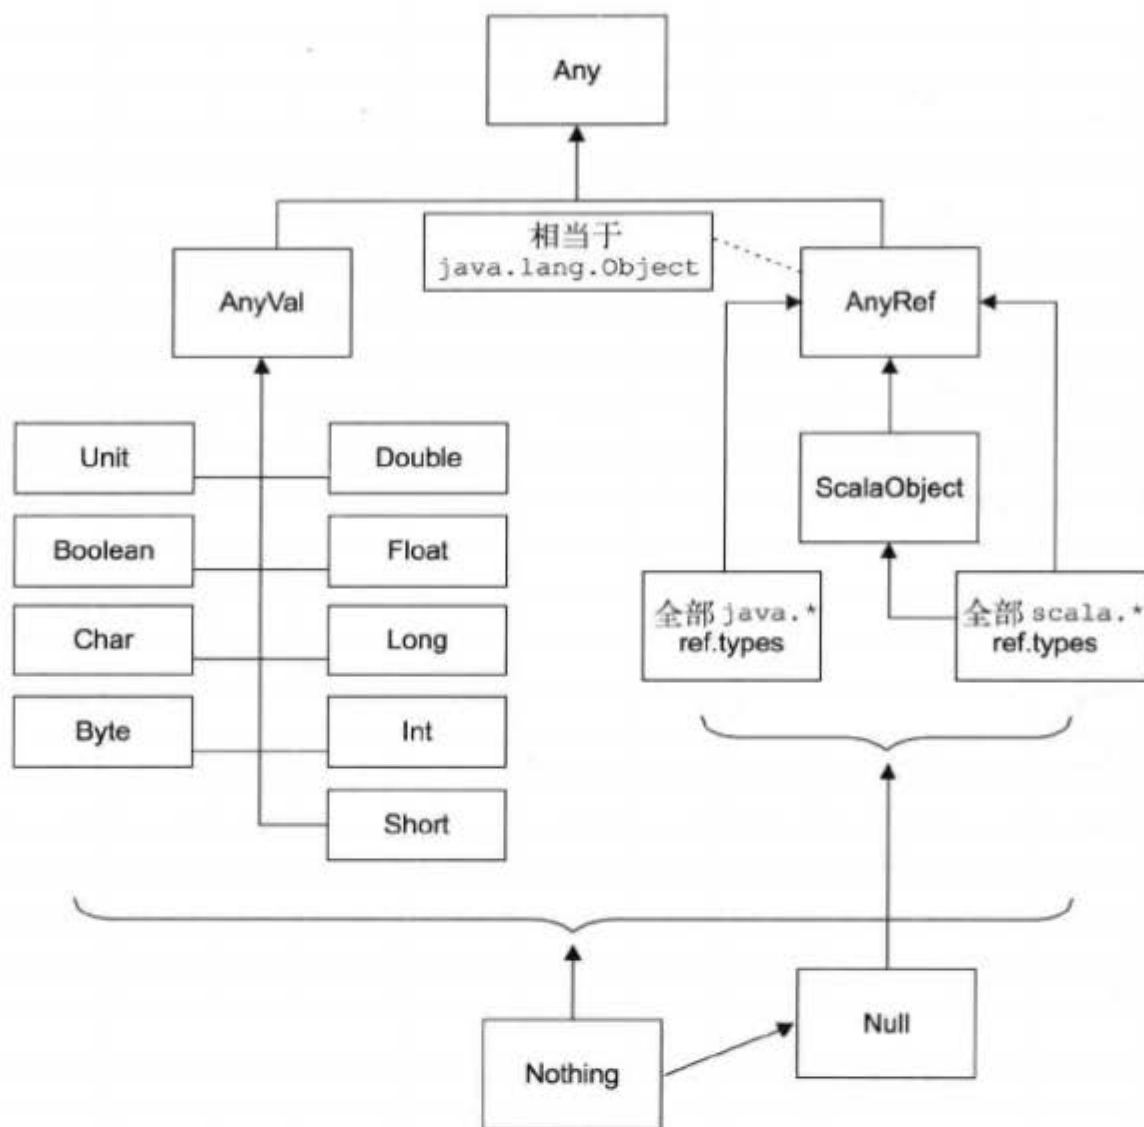 Any
相当于
java.lang.Object
AnyVal
AnyRef
Unit
Double
ScalaObject
Boolean
Float
全部 java.*
ref.types
全部 scala.*
ref.types
Char
Long
Byte
Int
Short
Null
Nothing